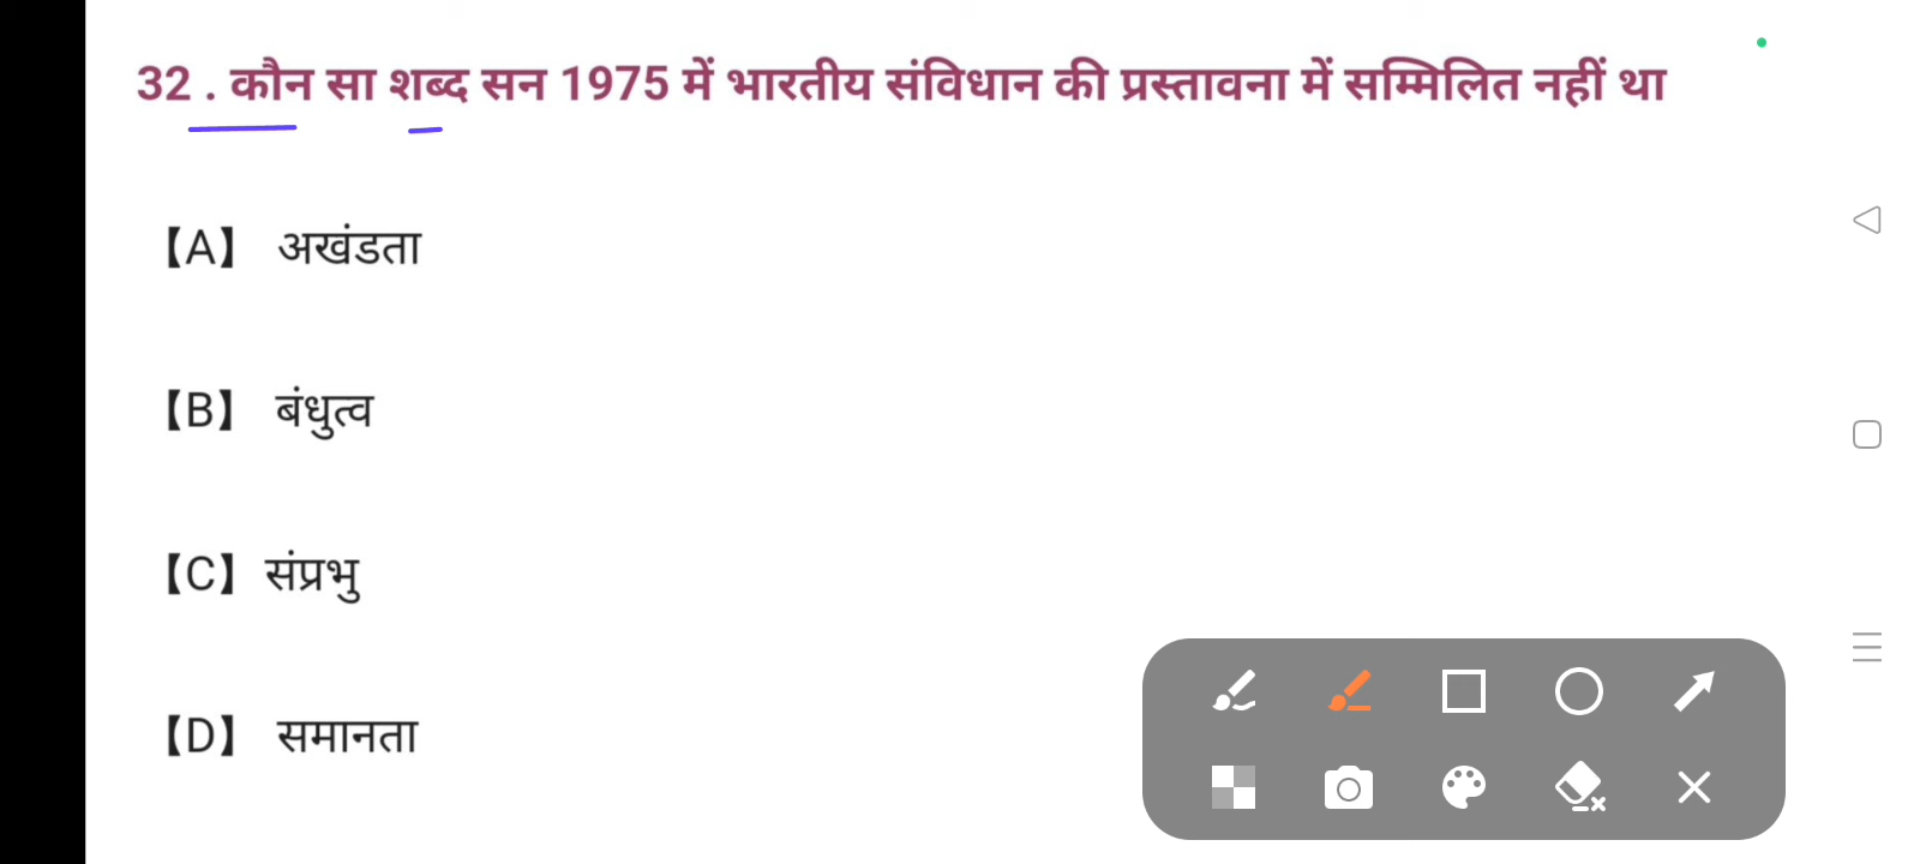 32 . कौन सा शब्द सन 1975 में भारतीय संविधान की प्रस्तावना में सम्मिलित नहीं था
【A】 अखंडता
【B】 बंधुत्व
【C】 संप्रभु
【D】 समानता